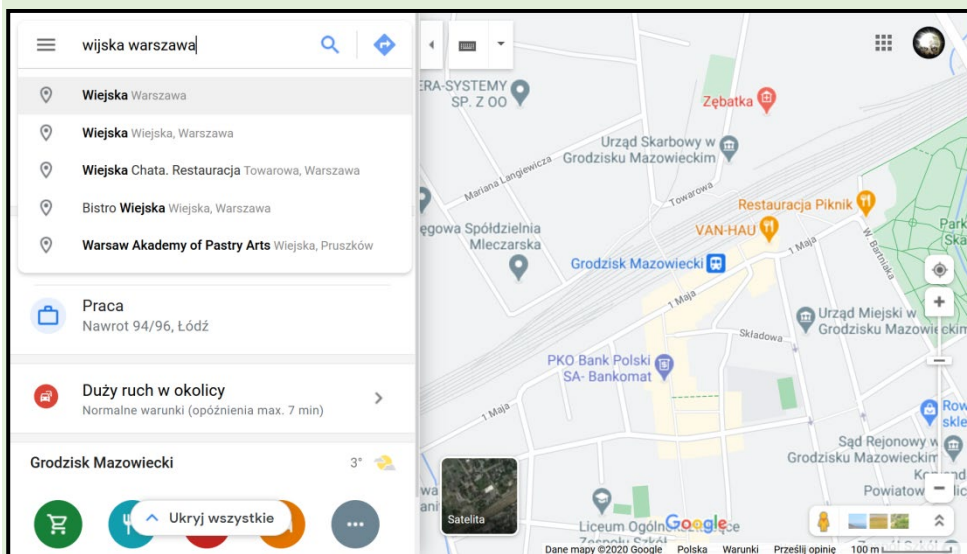 wijska warszawa
Wiejska Warszawa
Wiejska Wiejska, Warszawa
Wiejska Chata. Restauracja Towarowa, Warszawa
Bistro Wiejska Wiejska, Warszawa
Warsaw Akademy of Pastry Arts Wiejska, Pruszków
Praca
Nawrot 94/96, Łódź
Duży ruch w okolicy
Normalne warunki (opóźnienia max. 7 min)
Grodzisk Mazowiecki 3°
Ukryj wszystkie
ERA-SYSTEMY
SP. Z OO
Zębatka
Urząd Skarbowy w
Grodzisku Mazowieckim
Mariana Langiewicza
Towarowa
Restauracja Piknik
VAN-HAU
ęgowa Spółdzielnia
Mleczarska
Park
Ska
W. Bartniaka
1 Maja
Grodzisk Mazowiecki
1 Maja
Urząd Miejski w
Grodzisku Mazowieckim
Składowa
PKO Bank Polski
SA- Bankomat
1 Maja
Row
skle
Sąd Rejonowy w
Grodzisku Mazowieckim
Powiatow
Satelita
Liceum Ogóln
Google
Zespołu Szkół
Dane mapy ©2020 Google Polska Warunki Prześlij opinię 100 m